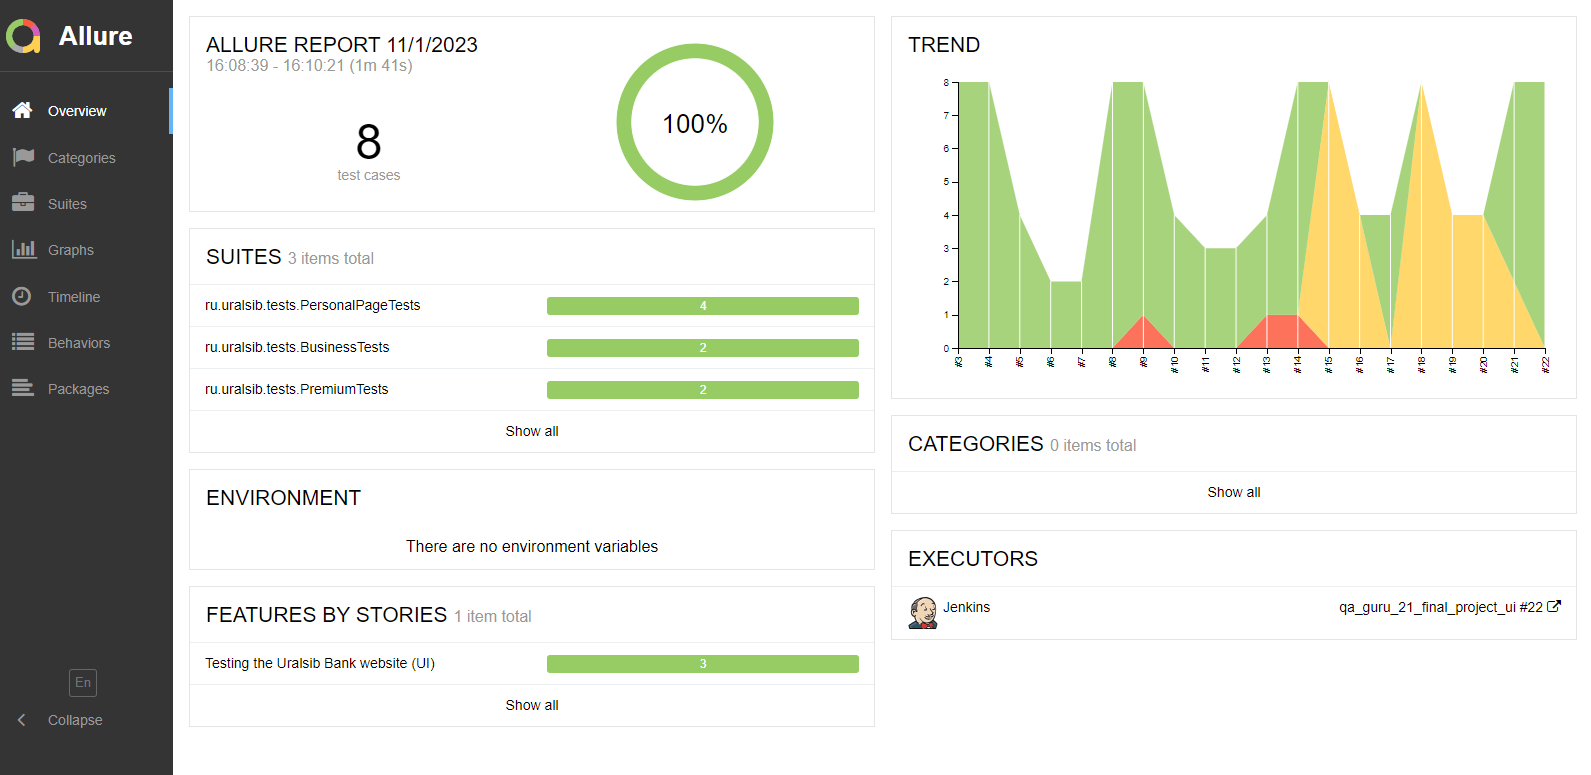 Allure
Overview
Categories
Suites
Graphs
Timeline
Behaviors
Packages
En
Collapse
ALLURE REPORT 11/1/2023
16:08:39 - 16:10:21 (1m 41s)
8
test cases
100%
SUITES 3 items total
ru.uralsib.tests.PersonalPageTests 4
ru.uralsib.tests.BusinessTests 2
ru.uralsib.tests.PremiumTests 2
Show all
ENVIRONMENT
There are no environment variables
FEATURES BY STORIES 1 item total
Testing the Uralsib Bank website (UI) 3
Show all
TREND
8
7
6
5
4
3
2
1
0
#3 #4 #5 #6 #7 #8 #9 #10 #11 #12 #13 #14 #15 #16 #17 #18 #19 #20 #21 #22
CATEGORIES 0 items total
Show all
EXECUTORS
Jenkins qa_guru_21_final_project_ui #22